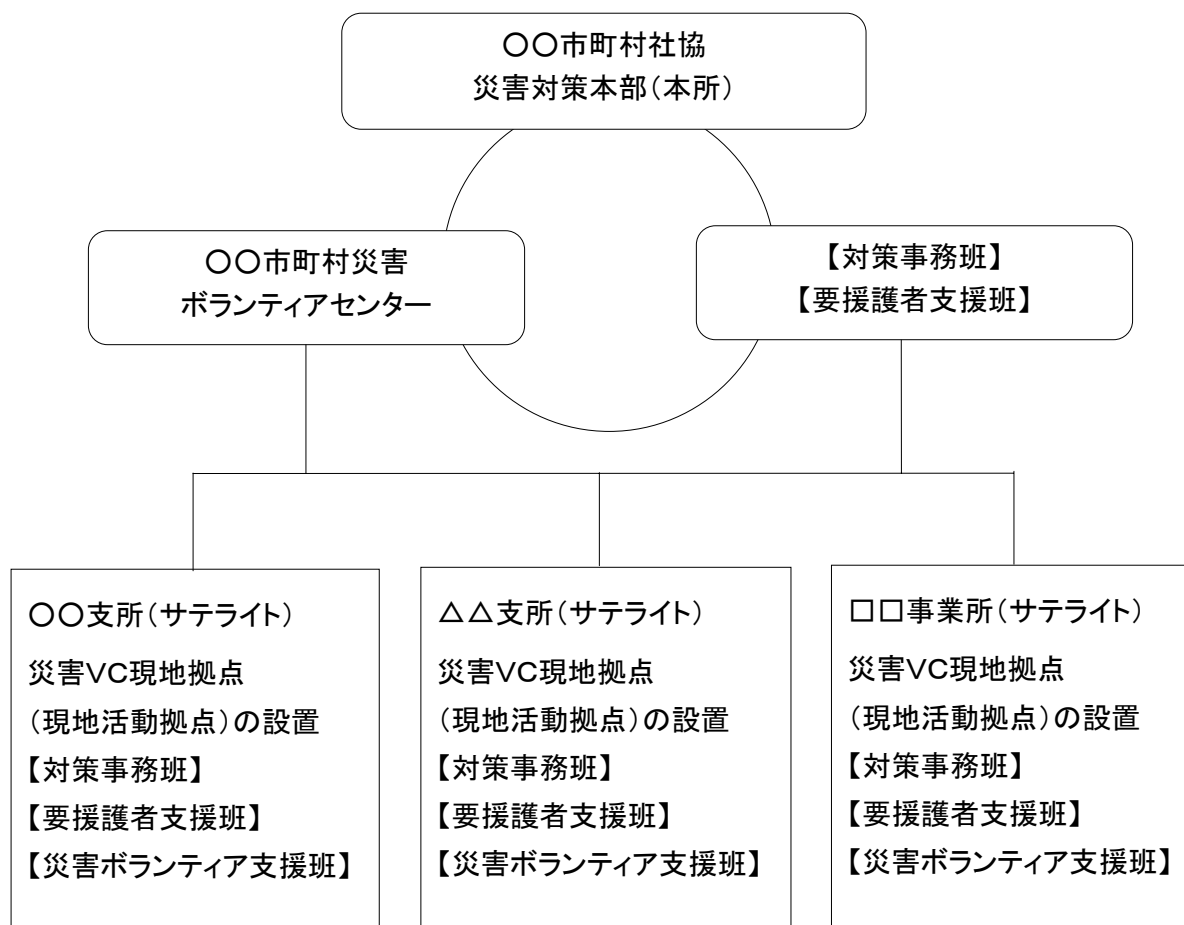 〇〇市町村社協
災害対策本部（本所）
〇〇市町村災害
ボランティアセンター
【対策事務班】
【要援護者支援班】
〇〇支所（サテライト）
災害VC現地拠点
（現地活動拠点）の設置
【対策事務班】
【要援護者支援班】
【災害ボランティア支援班】
△△支所（サテライト）
災害VC現地拠点
（現地活動拠点）の設置
【対策事務班】
【要援護者支援班】
【災害ボランティア支援班】
□□事業所（サテライト）
災害VC現地拠点
（現地活動拠点）の設置
【対策事務班】
【要援護者支援班】
【災害ボランティア支援班】